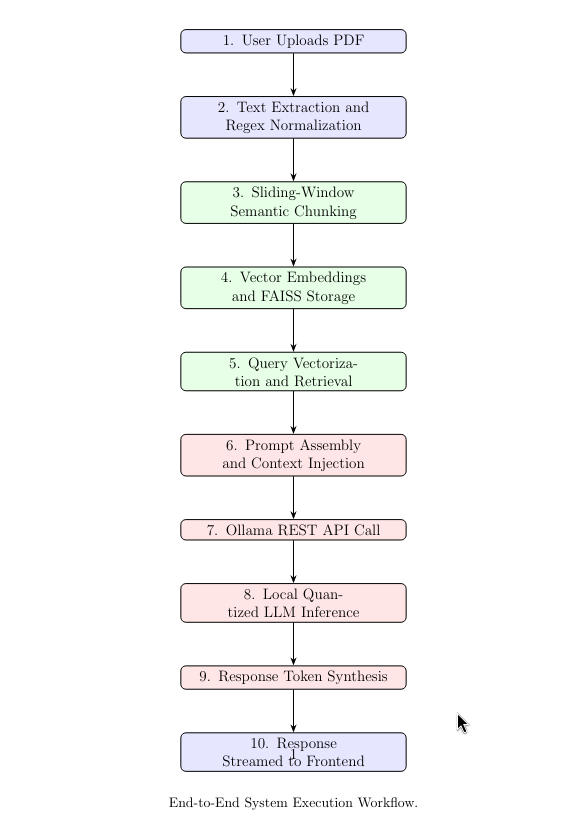 1. User Uploads PDF
2. Text Extraction and
Regex Normalization
3. Sliding-Window
Semantic Chunking
4. Vector Embeddings
and FAISS Storage
5. Query Vectoriza-
tion and Retrieval
6. Prompt Assembly
and Context Injection
7. Ollama REST API Call
8. Local Quan-
tized LLM Inference
9. Response Token Synthesis
10. Response
1
Streamed to Frontend
End-to-End System Execution Workflow.